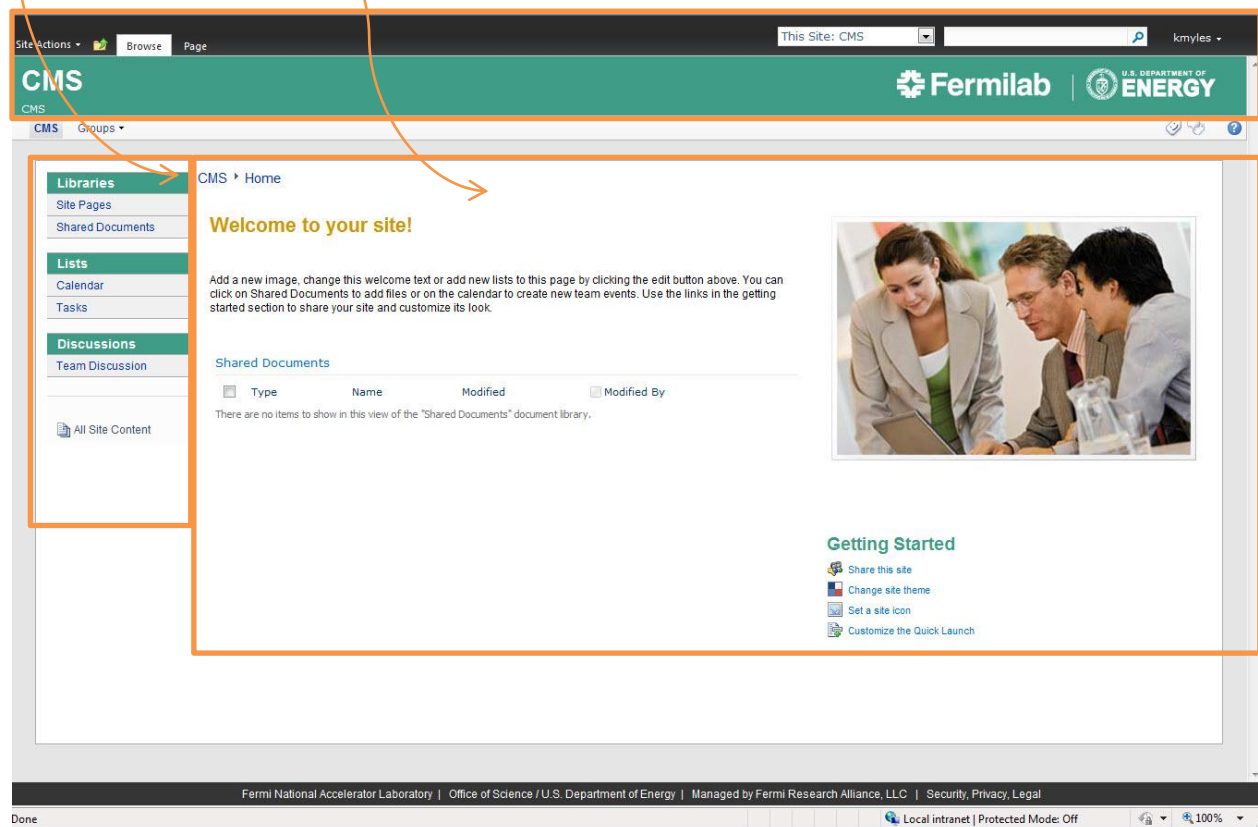 Site Actions Browse Page This Site: CMS kmyles
CMS Fermilab U.S. DEPARTMENT OF ENERGY
CMS
CMS Groups
Libraries
Site Pages
Shared Documents
Lists
Calendar
Tasks
Discussions
Team Discussion
All Site Content
CMS Home
Welcome to your site!
Add a new image, change this welcome text or add new lists to this page by clicking the edit button above. You can
click on Shared Documents to add files or on the calendar to create new team events. Use the links in the getting
started section to share your site and customize its look.
Shared Documents
Type Name Modified Modified By
There are no items to show in this view of the "Shared Documents" document library.
Getting Started
Share this site
Change site theme
Set a site icon
Customize the Quick Launch
Fermi National Accelerator Laboratory | Office of Science / U.S. Department of Energy | Managed by Fermi Research Alliance, LLC | Security, Privacy, Legal
Done Local intranet | Protected Mode: Off 100%